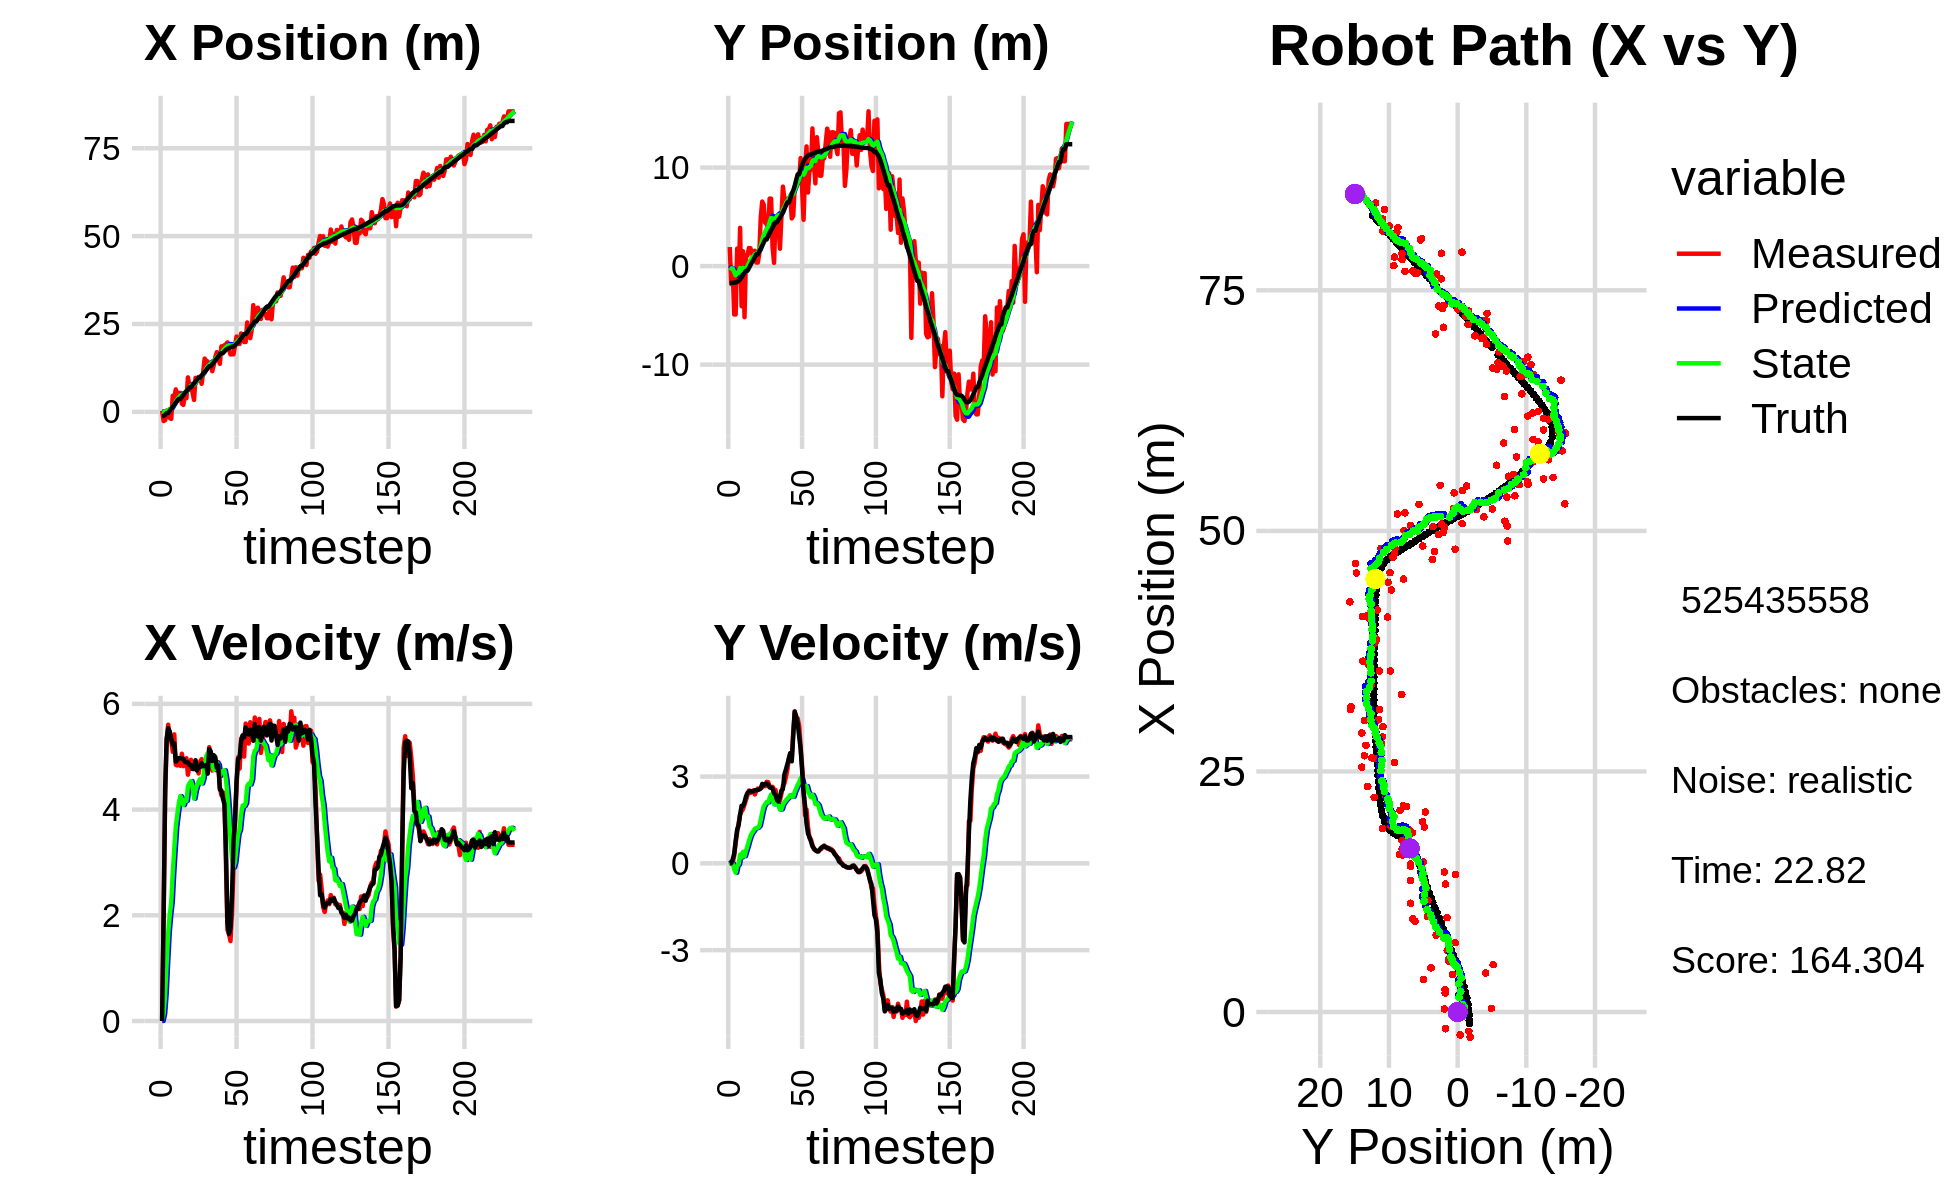 X Position (m)
75
50
25
0
0
50
100
150
200
timestep
Y Position (m)
10
0
-10
0
50
100
150
200
timestep
X Velocity (m/s)
6
4
2
0
0
50
100
150
200
timestep
Y Velocity (m/s)
3
0
-3
0
50
100
150
200
timestep
Robot Path (X vs Y)
X Position (m)
75
50
25
0
20 10 0 -10 -20
Y Position (m)
variable
Measured
Predicted
State
Truth
525435558
Obstacles: none
Noise: realistic
Time: 22.82
Score: 164.304